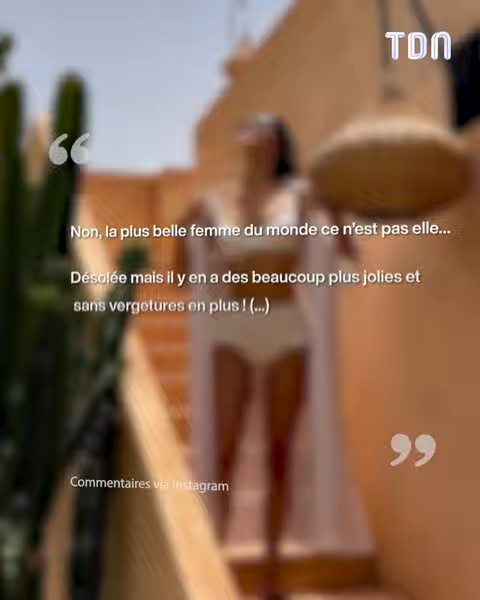 TDN
“
Non, la plus belle femme du monde ce n’est pas elle...
Désolée mais il y en a des beaucoup plus jolies et
sans vergetures en plus ! (...)
”
Commentaires via Instagram